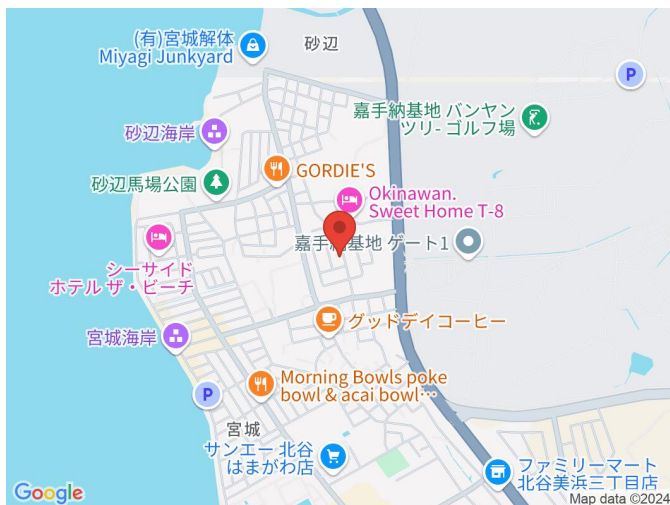 (有)宮城解体
Miyagi Junkyard
砂辺
P
嘉手納基地 バンヤン
ツリ- ゴルフ場
砂辺海岸
GORDIE'S
砂辺馬場公園
Okinawan.
Sweet Home T-8
嘉手納基地 ゲート1
シーサイド
ホテル ザ・ビーチ
グッドデイコーヒー
宮城海岸
Morning Bowls poke
bowl & acai bowl…
P
宮城
サンエー 北谷
はまがわ店
ファミリーマート
北谷美浜三丁目店
Google
Map data ©2024